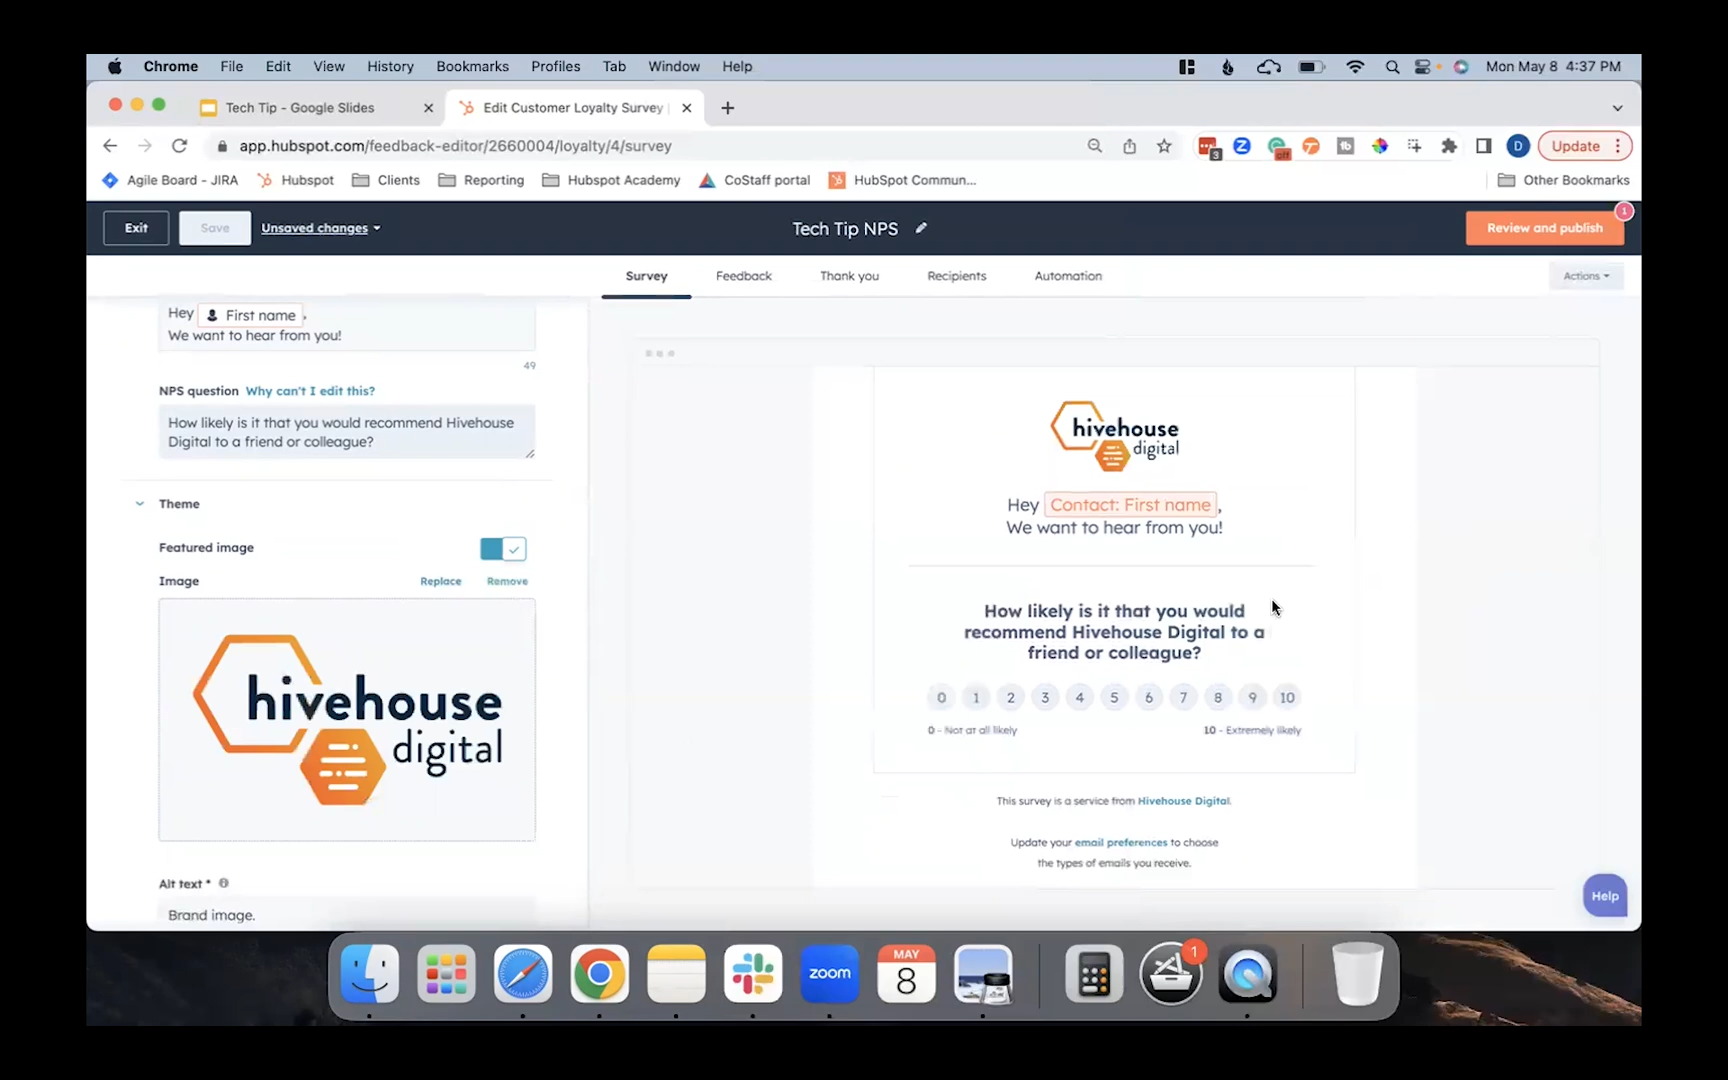 Chrome File Edit View History Bookmarks Profiles Tab Window Help Mon May 8 4:37 PM
Tech Tip - Google Slides Edit Customer Loyalty Survey
app.hubspot.com/feedback-editor/2660004/loyalty/4/survey 3 off tb D Update
Agile Board - JIRA Hubspot Clients Reporting Hubspot Academy CoStaff portal HubSpot Commun... Other Bookmarks
Exit Save Unsaved changes Tech Tip NPS Review and publish 1
Survey Feedback Thank you Recipients Automation Actions
Hey First name,
We want to hear from you!
49
NPS question Why can't I edit this?
How likely is it that you would recommend Hivehouse
Digital to a friend or colleague?
Theme
Featured image
Image Replace Remove
hivehouse
digital
Alt text *
Brand image.
hivehouse
digital
Hey Contact: First name,
We want to hear from you!
How likely is it that you would
recommend Hivehouse Digital to a
friend or colleague?
0 1 2 3 4 5 6 7 8 9 10
0 - Not at all likely 10 - Extremely likely
This survey is a service from Hivehouse Digital.
Update your email preferences to choose
the types of emails you receive.
Help
zoom MAY 8 1